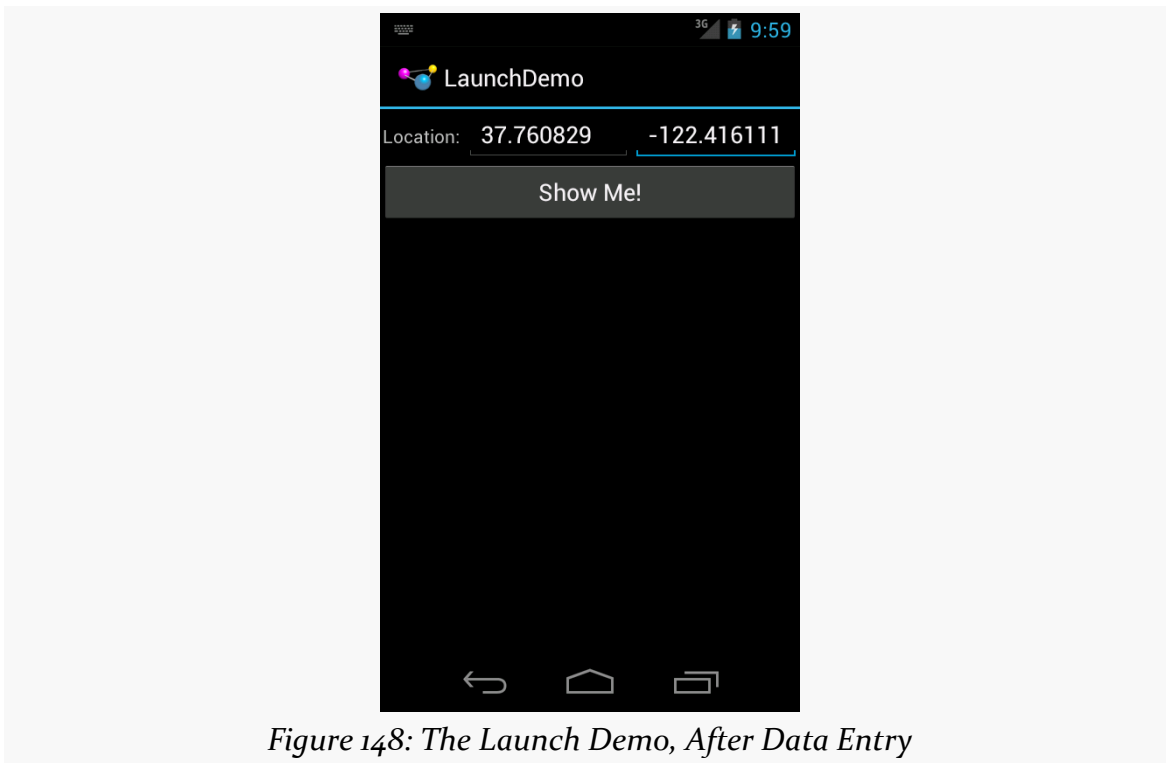 3G 9:59
LaunchDemo
Location: 37.760829 -122.416111
Show Me!
Figure 148: The Launch Demo, After Data Entry